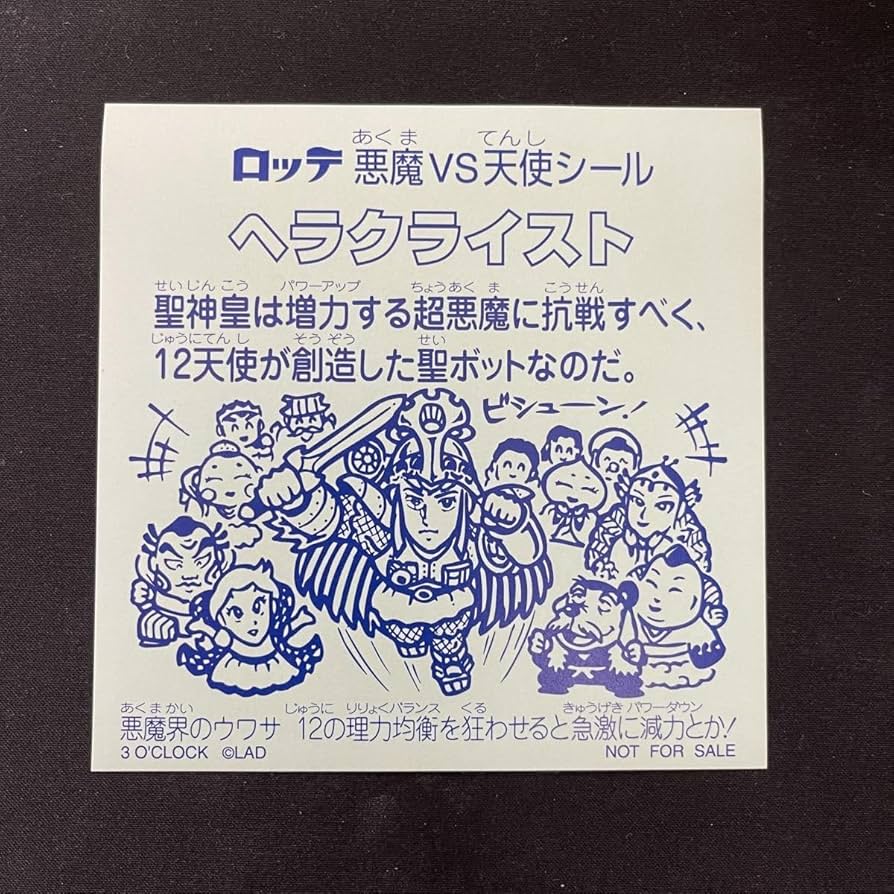 ロッテ 悪魔VS天使シール
あくま てんし
ヘラクライスト
せいじんこう パワーアップ ちょうあくま こうせん
聖神皇は増力する超悪魔に抗戦すべく、
じゅうにてんし そうぞう せい
12天使が創造した聖ボットなのだ。
ビシューン!
あくまかい じゅうに りりょくバランス くる きゅうげき パワーダウン
悪魔界のウワサ 12の理力均衡を狂わせると急激に減力とか!
3 O'CLOCK ©LAD NOT FOR SALE